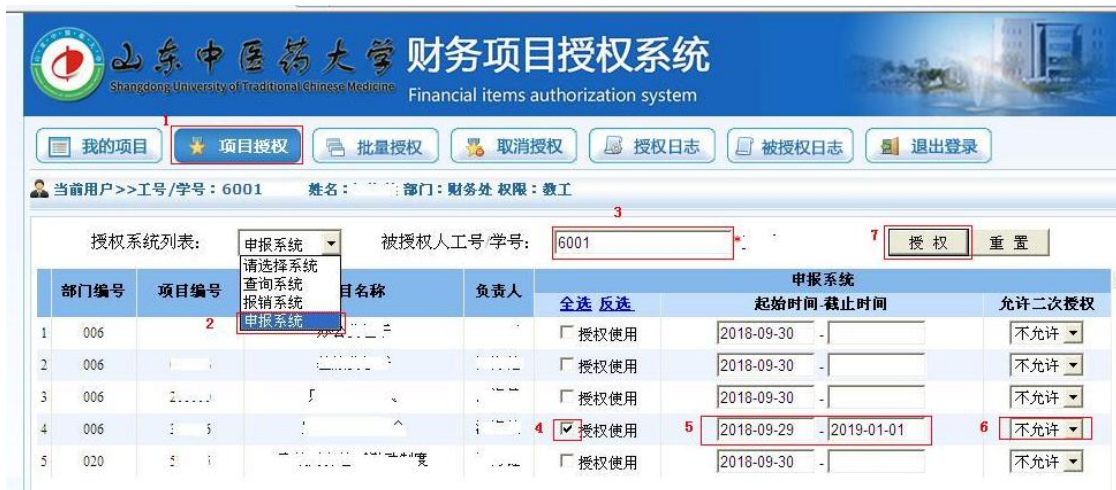 山东中医药大学 财务项目授权系统
Shangdong University of Traditional Chinese Medicine Financial items authorization system
1
我的项目 项目授权 批量授权 取消授权 授权日志 被授权日志 退出登录
当前用户>>工号/学号：6001 姓名： 部门：财务处 权限：教工
3
授权系统列表： 申报系统 被授权人工号/学号： 6001 * 7 授 权 重 置
请选择系统
查询系统
报销系统
2 申报系统
部门编号 项目编号 目名称 负责人 申报系统
全选 反选 起始时间-截止时间 允许二次授权
1 006 授权使用 2018-09-30 - 不允许
2 006 授权使用 2018-09-30 - 不允许
3 006 授权使用 2018-09-30 - 不允许
4 006 4 授权使用 5 2018-09-29 - 2019-01-01 6 不允许
5 020 制度 授权使用 2018-09-30 - 不允许